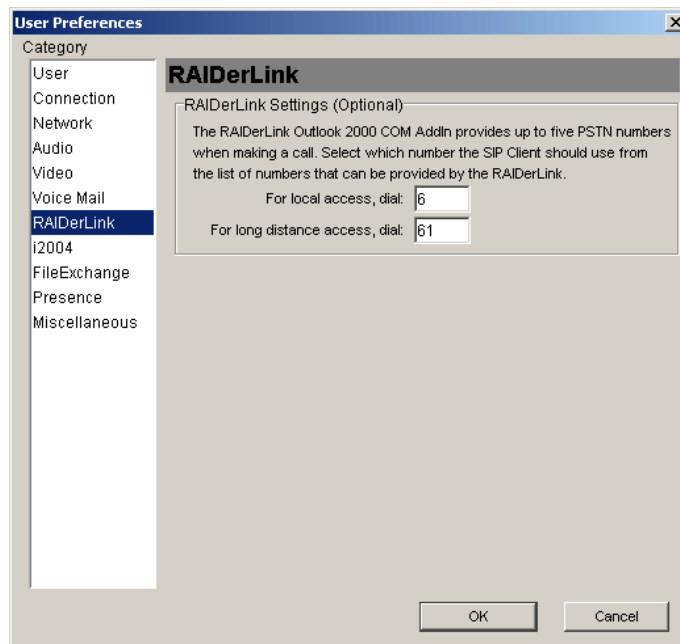 User Preferences
Category
User
Connection
Network
Audio
Video
Voice Mail
RAIDerLink
i2004
FileExchange
Presence
Miscellaneous
RAIDerLink
RAIDerLink Settings (Optional)
The RAIDerLink Outlook 2000 COM AddIn provides up to five PSTN numbers
when making a call. Select which number the SIP Client should use from
the list of numbers that can be provided by the RAIDerLink.
For local access, dial: 6
For long distance access, dial: 61
OK Cancel